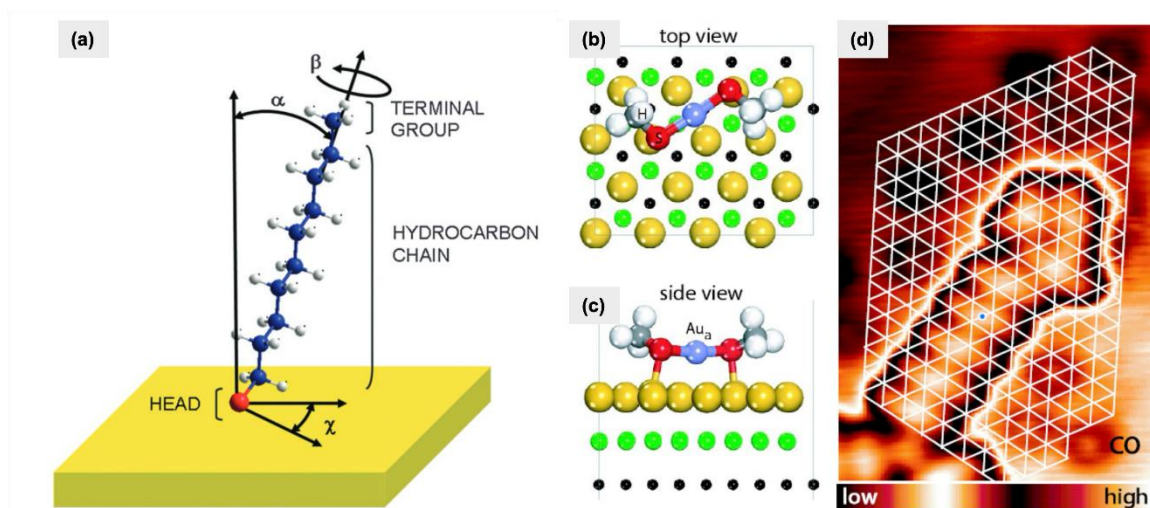 (a)
β
α
TERMINAL
GROUP
HYDROCARBON
CHAIN
HEAD
χ
(b)
top view
H
S
(c)
side view
Au a
(d)
CO
low
high